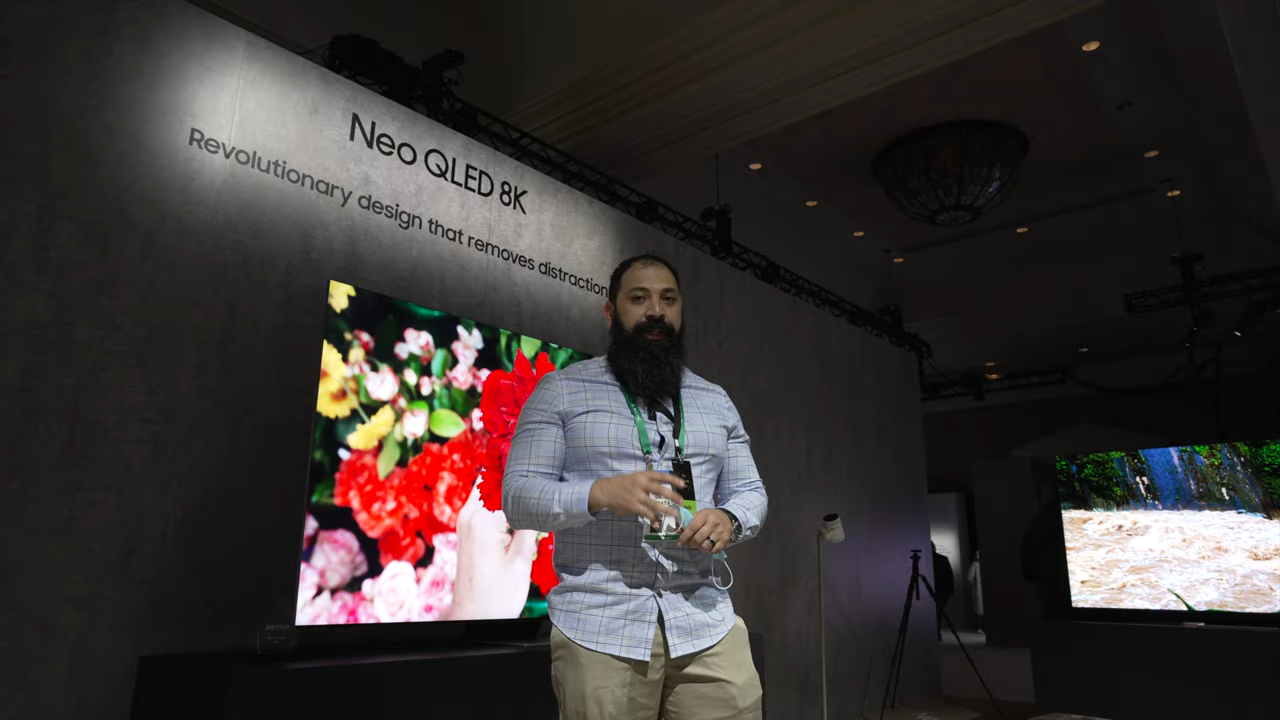 Neo QLED 8K
Revolutionary design that removes distraction